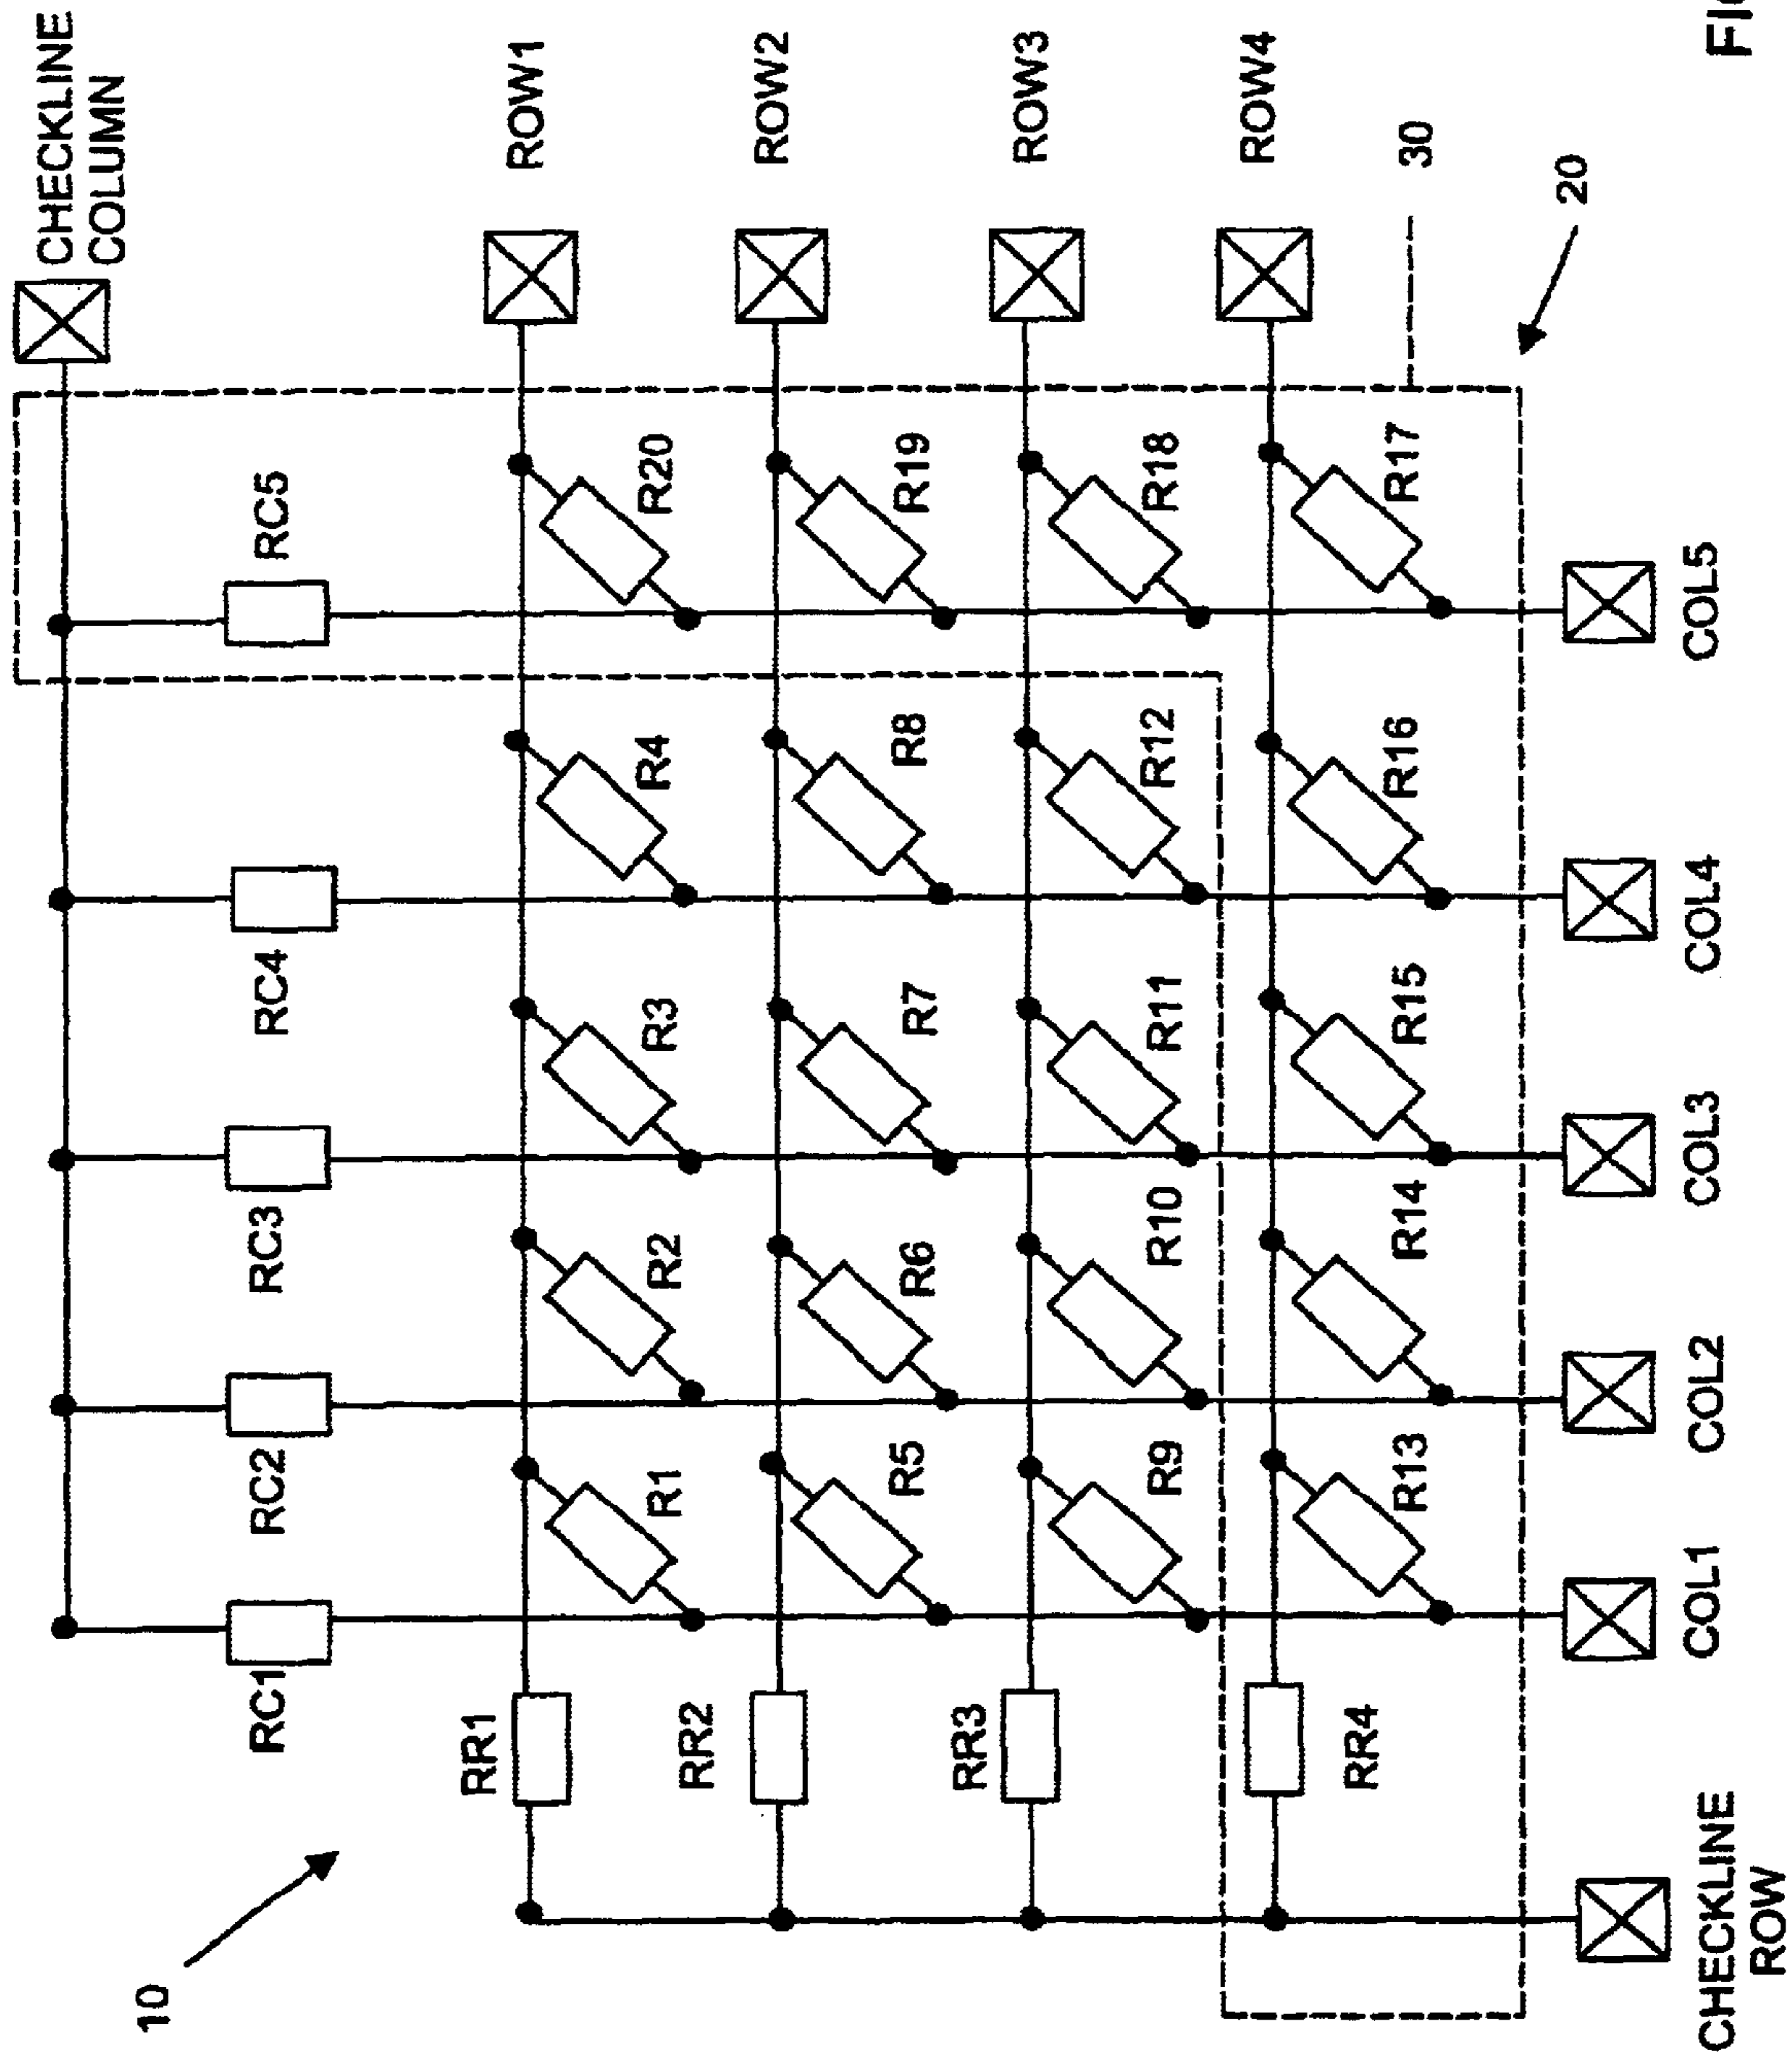 CHECKLINE
COLUMN
10
RC1 RC2 RC3 RC4 RC5
RR1 ROW1
R1 R2 R3 R4 R20
RR2 ROW2
R5 R6 R7 R8 R19
RR3 ROW3
R9 R10 R11 R12 R18
ROW4
RR4 R13 R14 R15 R16 R17 30
20
CHECKLINE
ROW
COL1 COL2 COL3 COL4 COL5